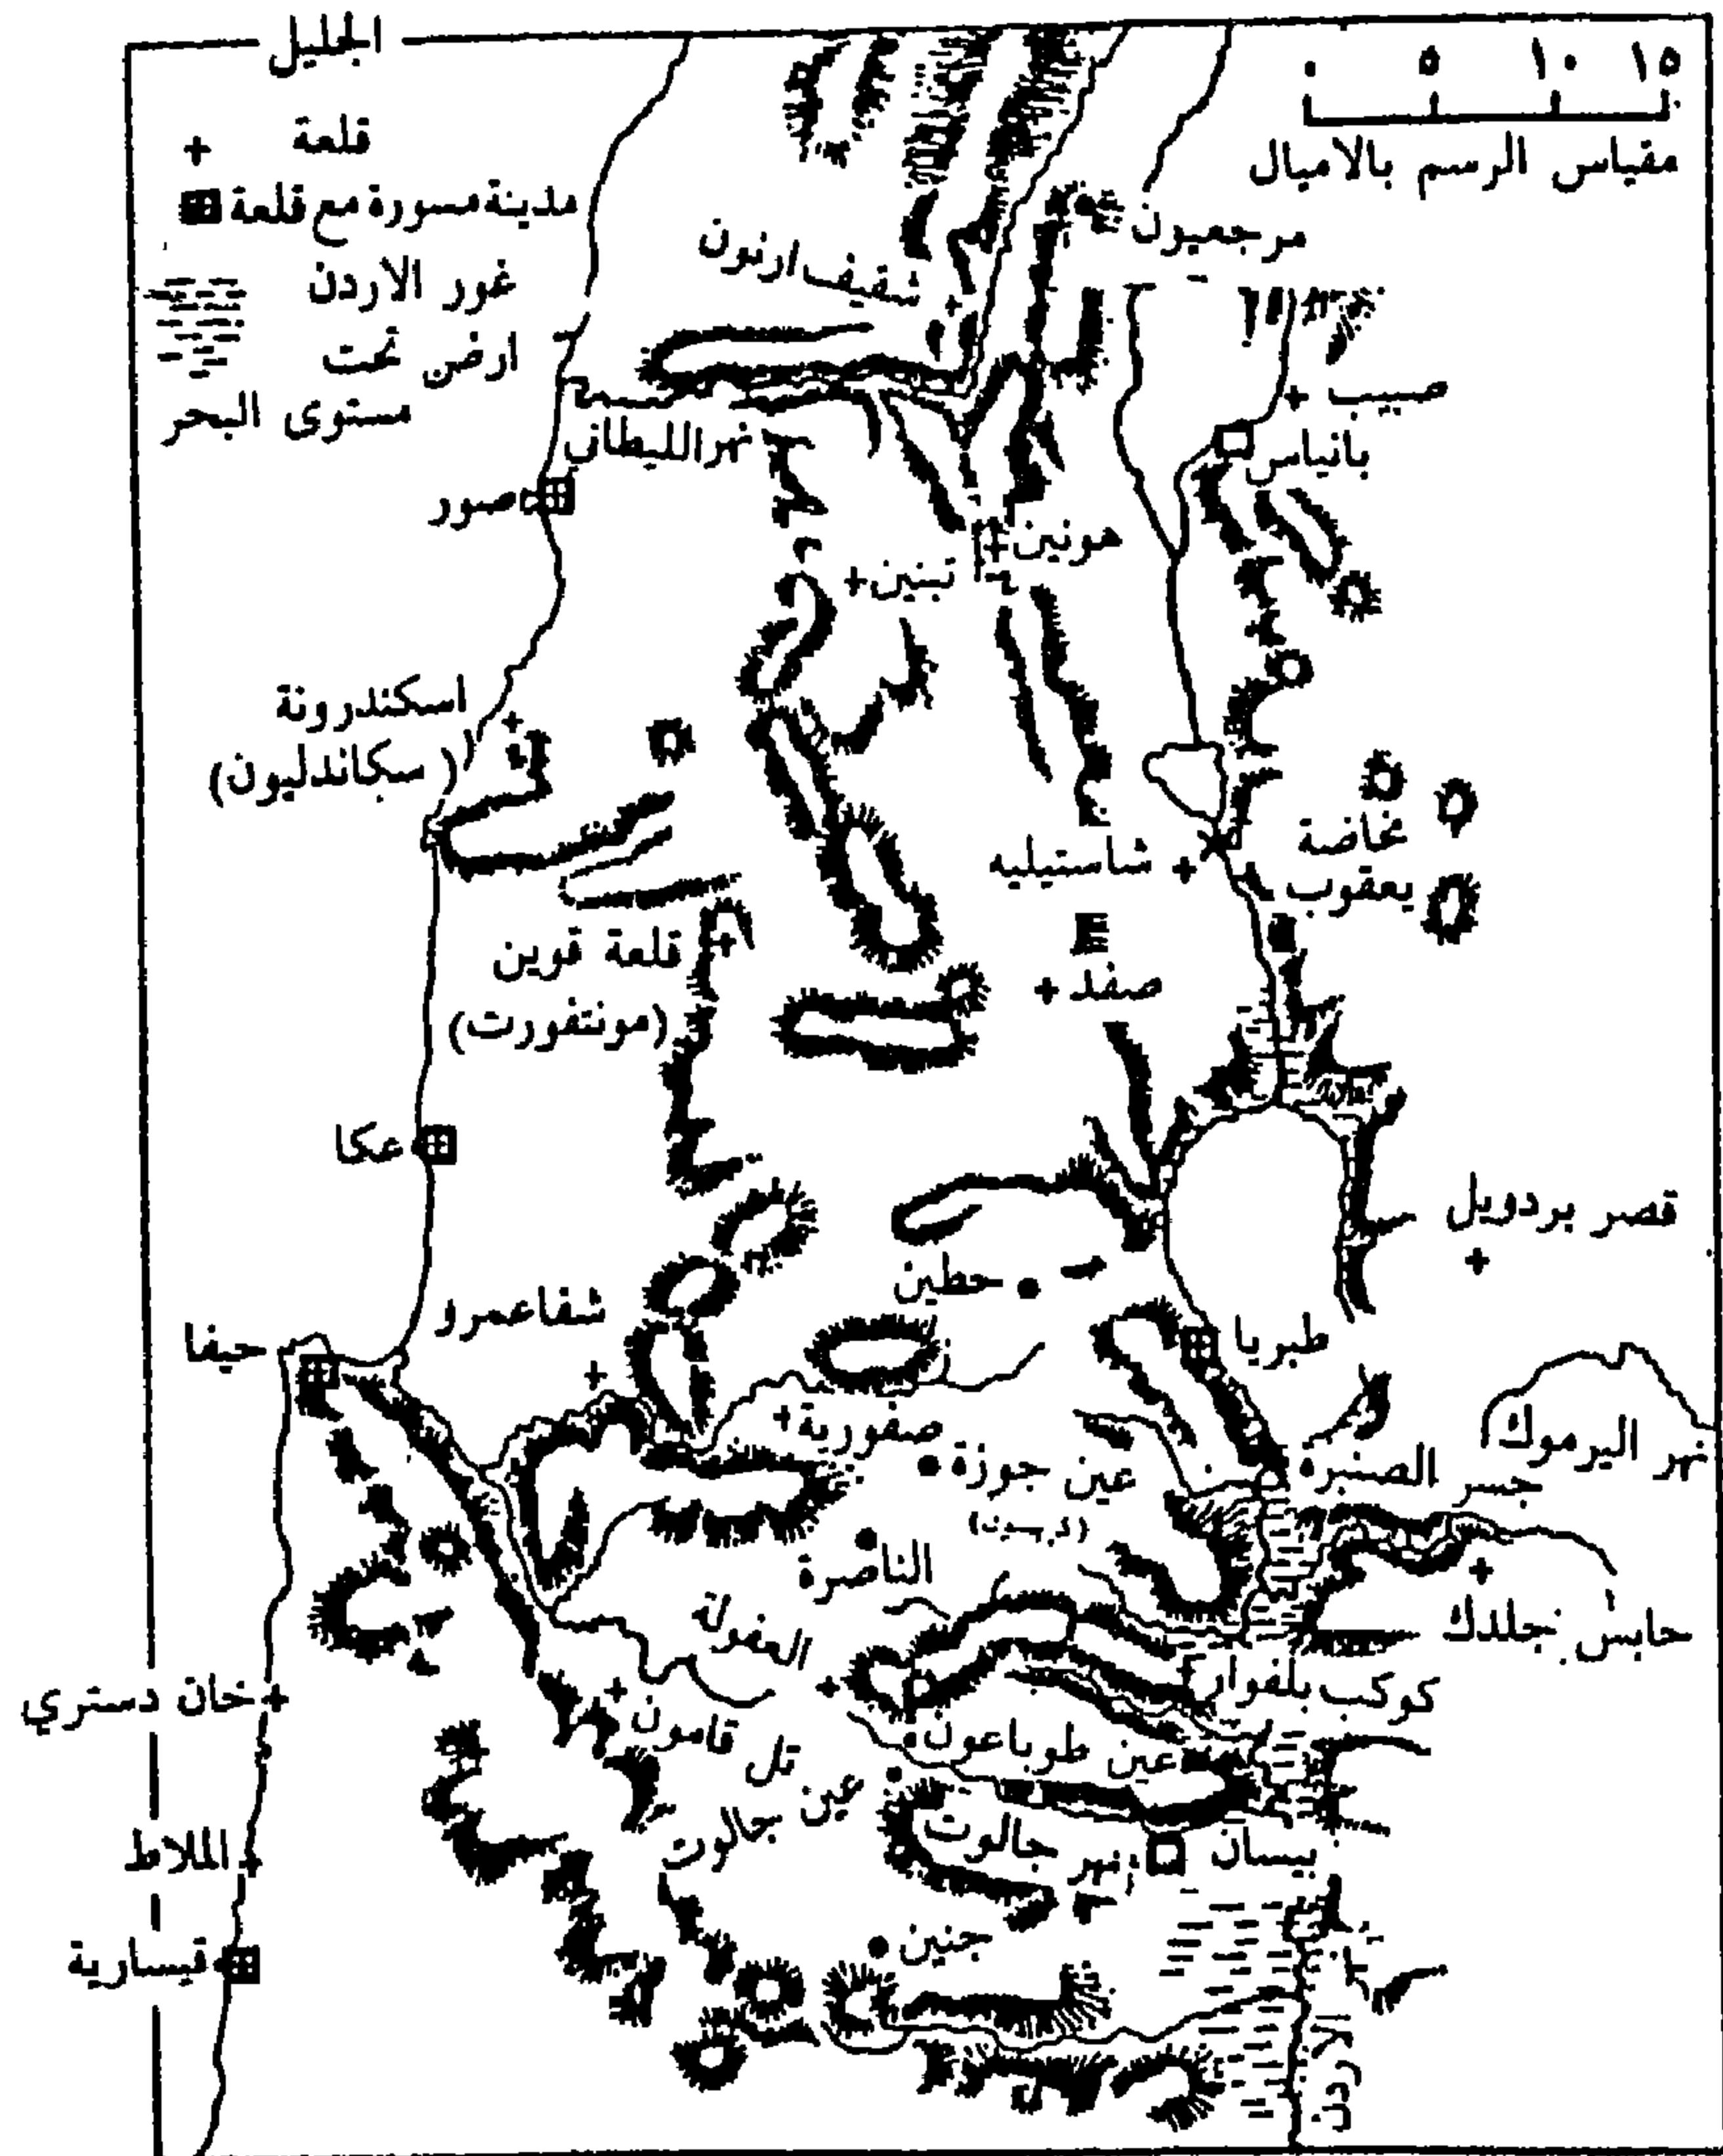 الجليل
٠ ٥ ١٠ ١٥
مقياس الرسم بالاميال
قلعة
مدينة مسورة مع قلعة
غور الاردن
ارض تحت
مستوى البحر
مرجعيون
شقيف ارنون
صبيب
بانياس
نهر الليطاني
صور
هونين
تبنين
اسكندرونة
(سكاندليون)
مخاضة
يعقوب
شاستيليه
قلعة قوين
(مونتفورت)
صفد
عكا
قصر بردويل
حطين
شفاعمرو
حيفا
طبريا
صفورية
نهر اليرموك
جسر الصنبرة
عين جوزة
الناصرة
العفولة
حابس جلدك
كوكب بلفوار
خان دستري
تل قامون
عين طوباعون
عين جالوت
نهر جالوت
بيسان
الملاط
جنين
قيسارية